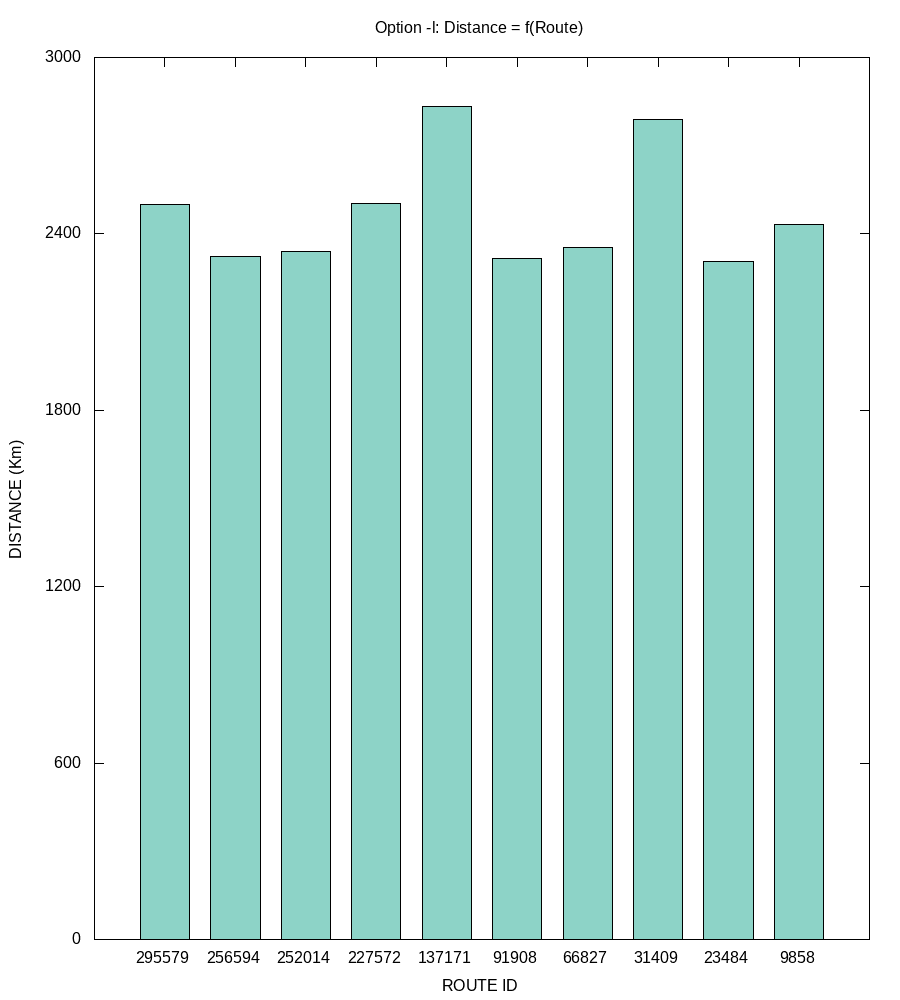 Option -l: Distance = f(Route)
3000
2400
1800
1200
600
0
DISTANCE (Km)
295579 256594 252014 227572 137171 91908 66827 31409 23484 9858
ROUTE ID